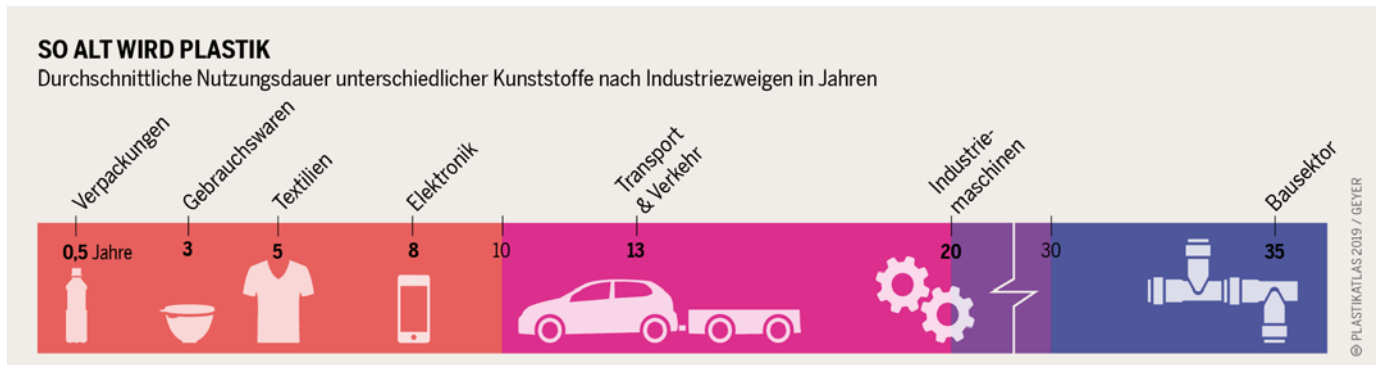 SO ALT WIRD PLASTIK
Durchschnittliche Nutzungsdauer unterschiedlicher Kunststoffe nach Industriezweigen in Jahren
Verpackungen
Gebrauchswaren
Textilien
Elektronik
Transport
& Verkehr
Industrie-
maschinen
Bausektor
0,5 Jahre
3
5
8
10
13
20
30
35
© PLASTIKATLAS 2019 / GEYER